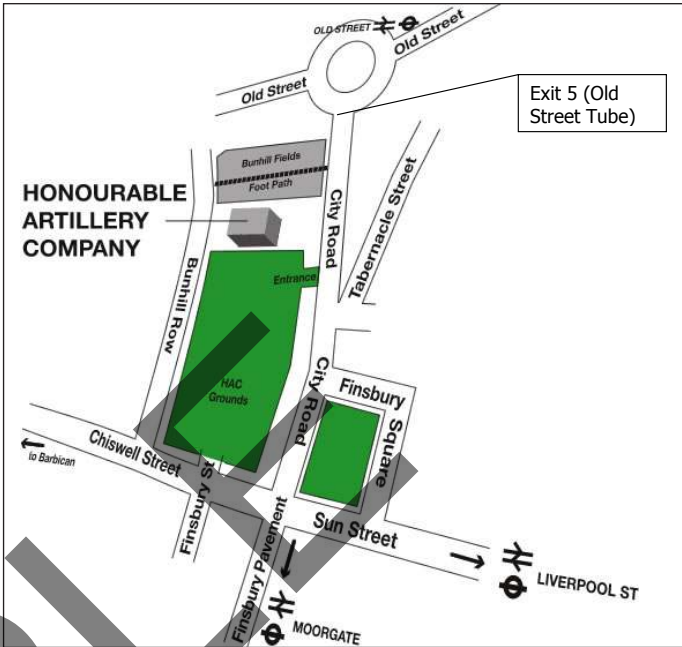 OLD STREET
Old Street
Old Street
Exit 5 (Old
Street Tube)
Bunhill Fields
Foot Path
HONOURABLE
ARTILLERY
COMPANY
City Road
Tabernacle Street
Bunhill Row
Entrance
HAC
Grounds
City Road
Finsbury
Square
Chiswell Street
to Barbican
Finsbury St
Finsbury Pavement
Sun Street
LIVERPOOL ST
MOORGATE